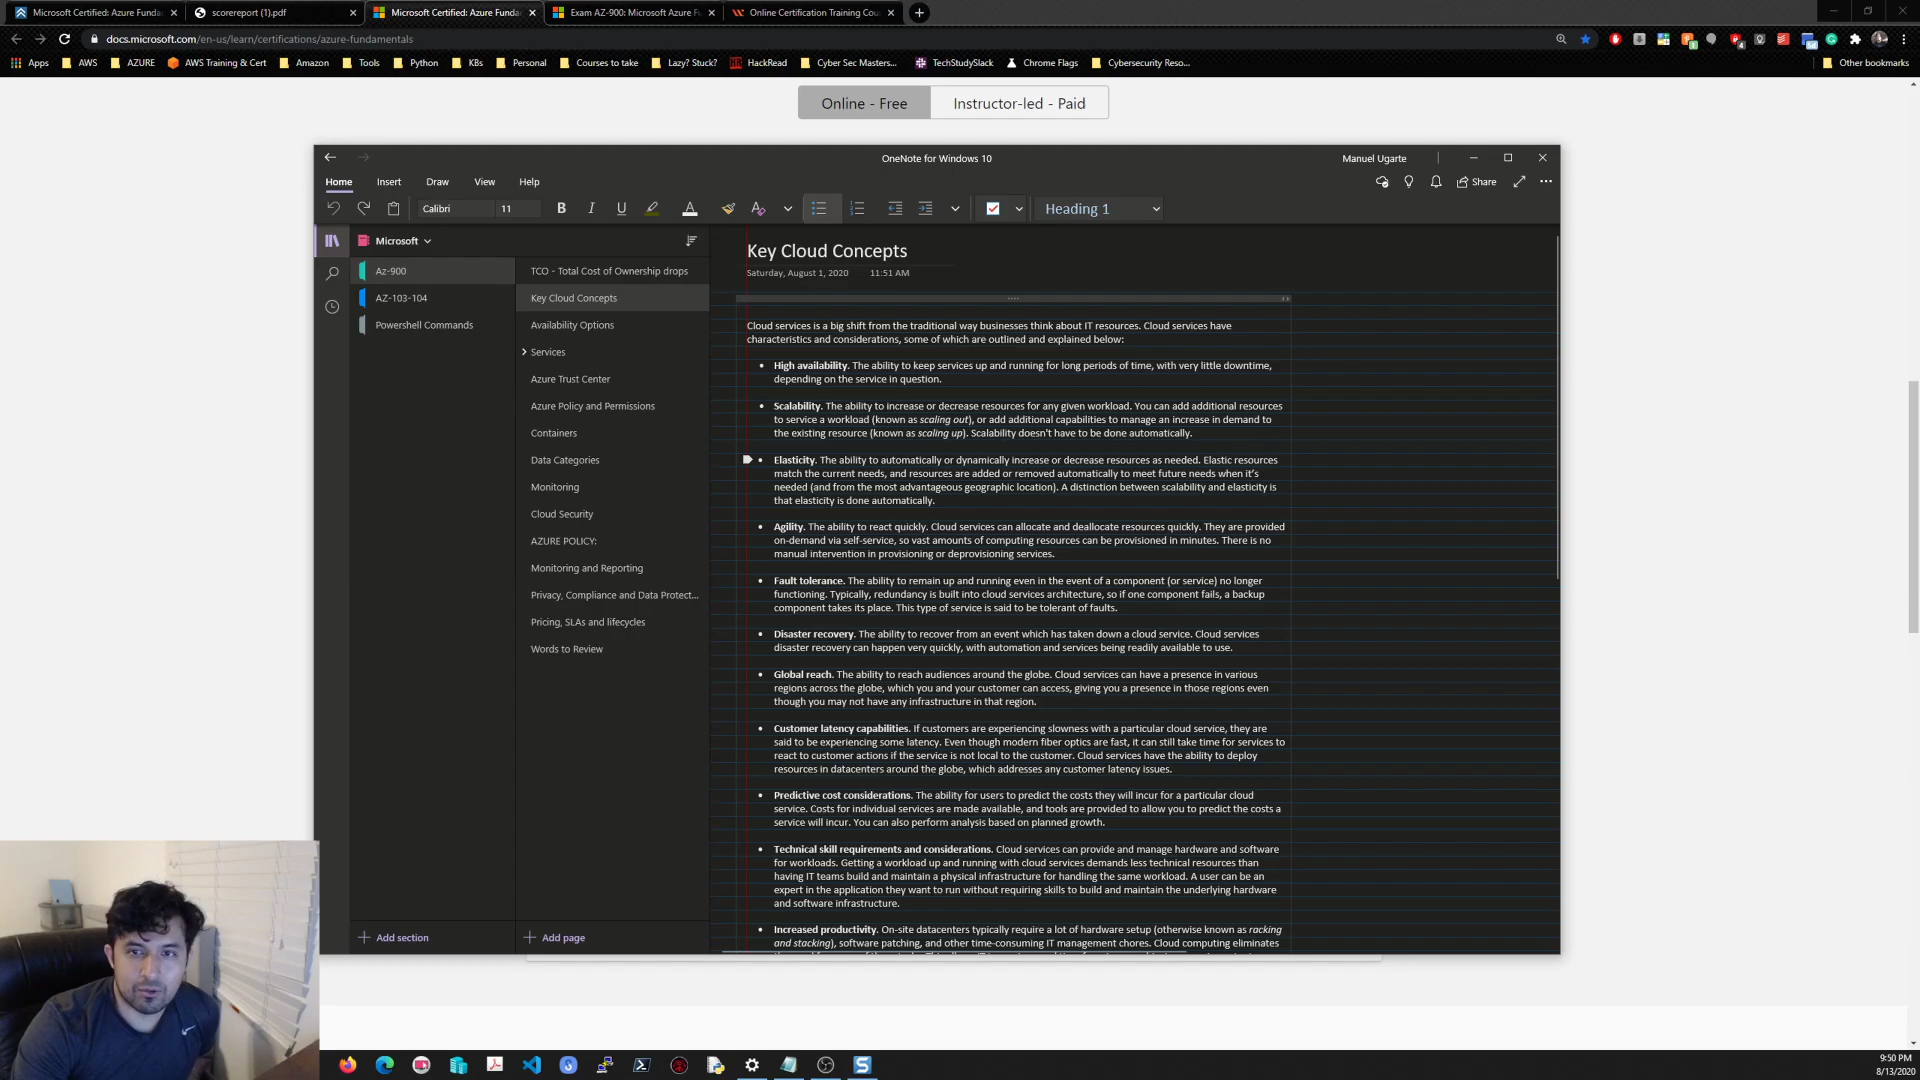 Microsoft Certified: Azure Funda
scorereport (1).pdf
Microsoft Certified: Azure Funda
Exam AZ-900: Microsoft Azure F
Online Certification Training Cou
docs.microsoft.com/en-us/learn/certifications/azure-fundamentals
Apps AWS AZURE AWS Training & Cert Amazon Tools Python KBs Personal Courses to take Lazy? Stuck? HackRead Cyber Sec Masters... TechStudySlack Chrome Flags Cybersecurity Reso... Other bookmarks
Online - Free Instructor-led - Paid
OneNote for Windows 10
Manuel Ugarte
Home Insert Draw View Help
Share
Calibri 11 B I U A Heading 1
Microsoft
Az-900
AZ-103-104
Powershell Commands
Add section
TCO - Total Cost of Ownership drops
Key Cloud Concepts
Availability Options
Services
Azure Trust Center
Azure Policy and Permissions
Containers
Data Categories
Monitoring
Cloud Security
AZURE POLICY:
Monitoring and Reporting
Privacy, Compliance and Data Protect...
Pricing, SLAs and lifecycles
Words to Review
Add page
Key Cloud Concepts
Saturday, August 1, 2020 11:51 AM
Cloud services is a big shift from the traditional way businesses think about IT resources. Cloud services have
characteristics and considerations, some of which are outlined and explained below:
• High availability. The ability to keep services up and running for long periods of time, with very little downtime,
depending on the service in question.
• Scalability. The ability to increase or decrease resources for any given workload. You can add additional resources
to service a workload (known as scaling out), or add additional capabilities to manage an increase in demand to
the existing resource (known as scaling up). Scalability doesn't have to be done automatically.
• Elasticity. The ability to automatically or dynamically increase or decrease resources as needed. Elastic resources
match the current needs, and resources are added or removed automatically to meet future needs when it's
needed (and from the most advantageous geographic location). A distinction between scalability and elasticity is
that elasticity is done automatically.
• Agility. The ability to react quickly. Cloud services can allocate and deallocate resources quickly. They are provided
on-demand via self-service, so vast amounts of computing resources can be provisioned in minutes. There is no
manual intervention in provisioning or deprovisioning services.
• Fault tolerance. The ability to remain up and running even in the event of a component (or service) no longer
functioning. Typically, redundancy is built into cloud services architecture, so if one component fails, a backup
component takes its place. This type of service is said to be tolerant of faults.
• Disaster recovery. The ability to recover from an event which has taken down a cloud service. Cloud services
disaster recovery can happen very quickly, with automation and services being readily available to use.
• Global reach. The ability to reach audiences around the globe. Cloud services can have a presence in various
regions across the globe, which you and your customer can access, giving you a presence in those regions even
though you may not have any infrastructure in that region.
• Customer latency capabilities. If customers are experiencing slowness with a particular cloud service, they are
said to be experiencing some latency. Even though modern fiber optics are fast, it can still take time for services to
react to customer actions if the service is not local to the customer. Cloud services have the ability to deploy
resources in datacenters around the globe, which addresses any customer latency issues.
• Predictive cost considerations. The ability for users to predict the costs they will incur for a particular cloud
service. Costs for individual services are made available, and tools are provided to allow you to predict the costs a
service will incur. You can also perform analysis based on planned growth.
• Technical skill requirements and considerations. Cloud services can provide and manage hardware and software
for workloads. Getting a workload up and running with cloud services demands less technical resources than
having IT teams build and maintain a physical infrastructure for handling the same workload. A user can be an
expert in the application they want to run without requiring skills to build and maintain the underlying hardware
and software infrastructure.
• Increased productivity. On-site datacenters typically require a lot of hardware setup (otherwise known as racking
and stacking), software patching, and other time-consuming IT management chores. Cloud computing eliminates
9:50 PM
8/13/2020